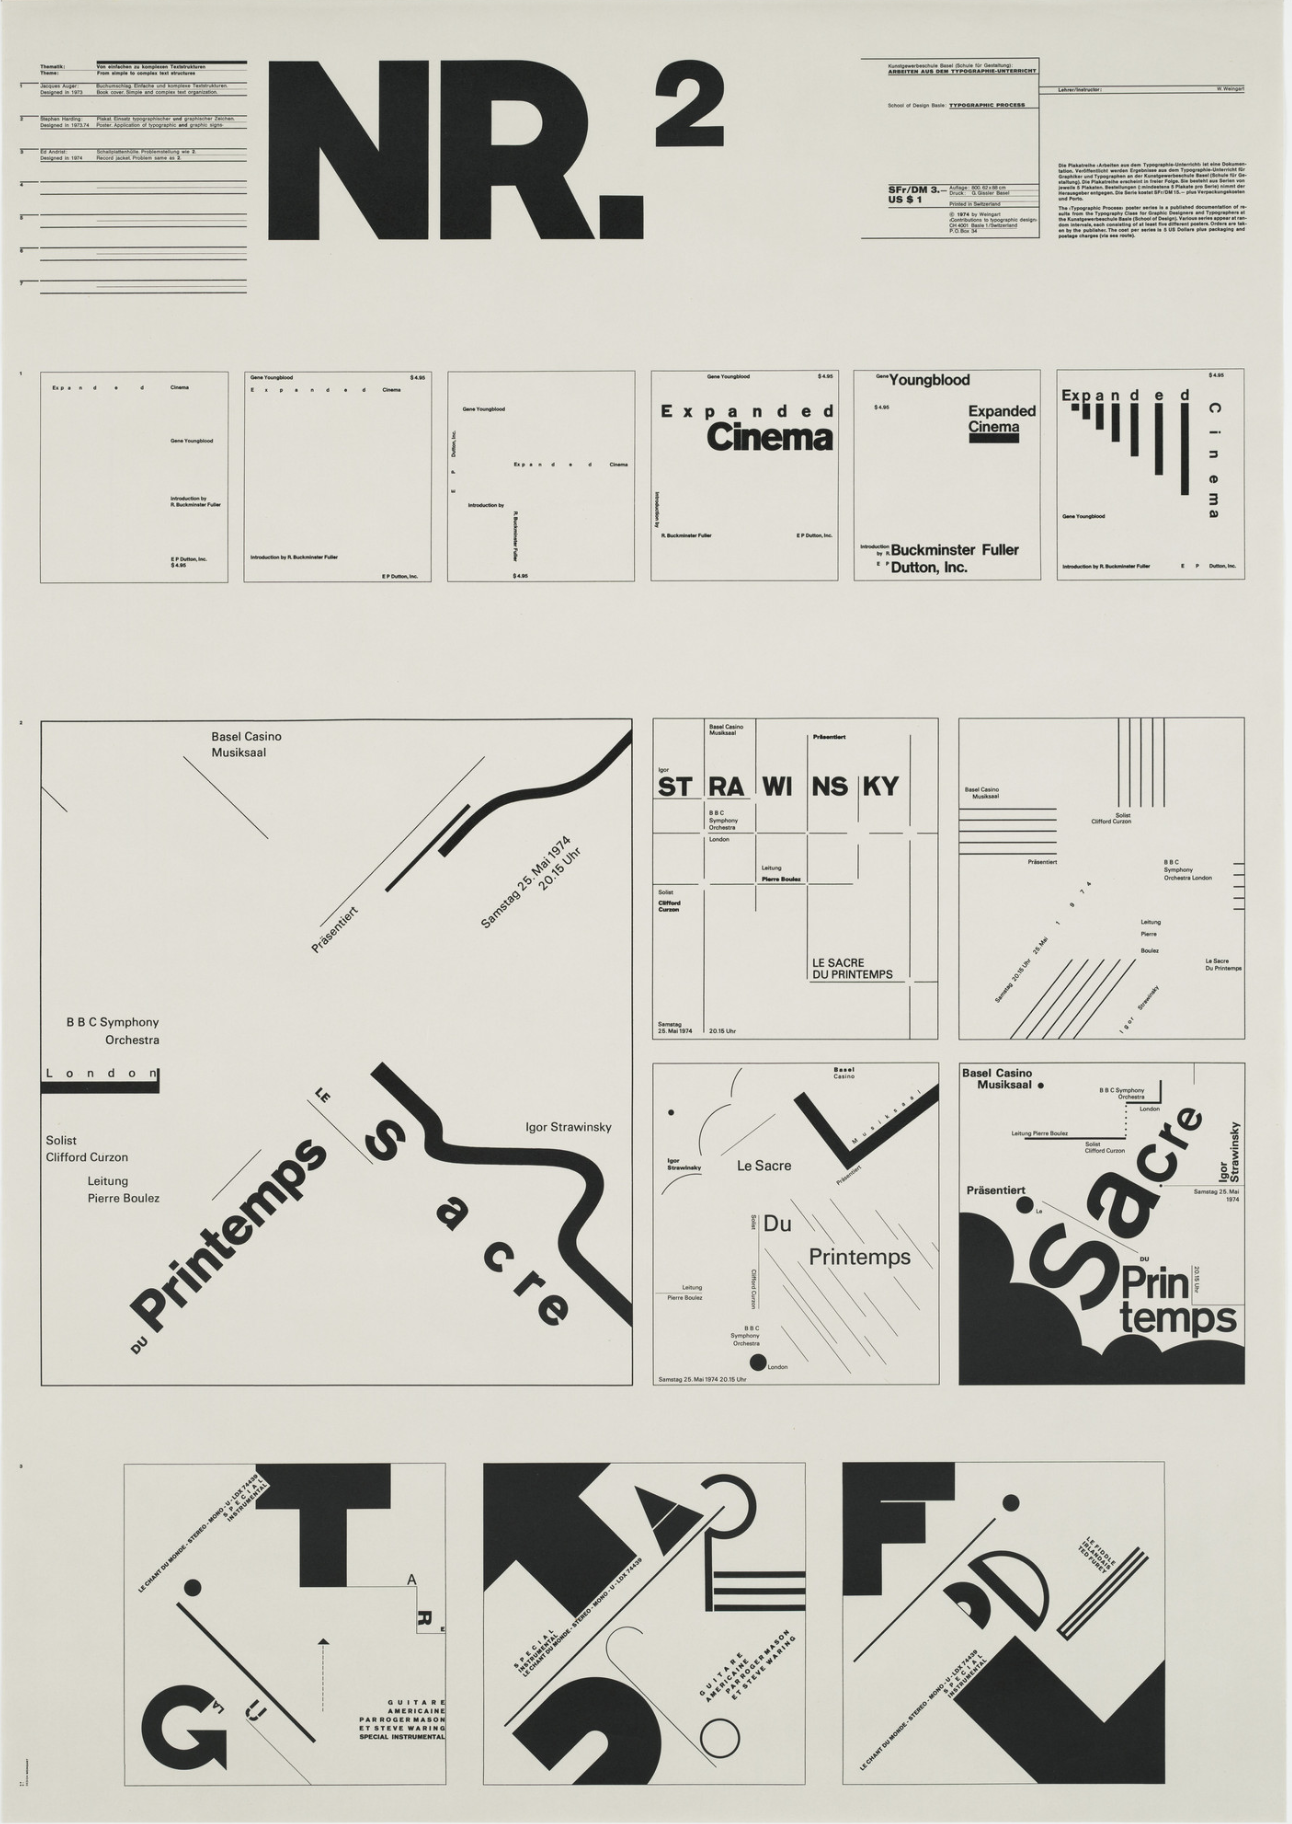 Thematik:
Von einfachen zu komplexen Textstrukturen
Theme:
From simple to complex text structures
1
Jacques Auger:
Buchumschlag. Einfache und komplexe Textstrukturen.
Designed in 1973
Book cover. Simple and complex text organization.
2
Stephen Harding:
Plakat. Einsatz typographischer und graphischer Zeichen.
Designed in 1973.74
Poster. Application of typographic and graphic signs.
3
Ed Andrist:
Schallplattenhülle. Problemstellung wie 2.
Designed in 1974
Record jacket. Problem same as 2.
4
5
6
7
NR. 2
Kunstgewerbeschule Basel (Schule für Gestaltung):
ARBEITEN AUS DEM TYPOGRAPHIE-UNTERRICHT
School of Design Basle: TYPOGRAPHIC PROCESS
SFr/DM 3.–
US $ 1
Auflage: 600. 62×88 cm
Druck: G. Gissler Basel
Printed in Switzerland
© 1974 by Weingart
CH 4001 Basle 1/Switzerland
P.O.Box 34
Lehrer/Instructor:
W. Weingart
Die Plakatreihe ‹Arbeiten aus dem Typographie-Unterricht› ist eine Dokumen-
tation. Veröffentlicht werden Ergebnisse aus dem Typographie-Unterricht für
Graphiker und Typographen an der Kunstgewerbeschule Basel (Schule für Ge-
staltung). Die Plakatreihe erscheint in freier Folge. Sie besteht aus Serien von
jeweils 5 Plakaten. Bestellungen (mindestens 5 Plakate pro Serie) nimmt der
Herausgeber entgegen. Die Serie kostet SFr/DM 15.– plus Verpackungskosten
und Porto.
The ‹Typographic Process› poster series is a published documentation of re-
sults from the Typography Class for Graphic Designers and Typographers at
the Kunstgewerbeschule Basle (School of Design). Various series appear at ran-
dom intervals, each consisting of at least five different posters. Orders are tak-
en by the publisher. The cost per series is 5 US Dollars plus packaging and
postage charges (via sea route).
1
Expanded Cinema
Gene Youngblood
Introduction by
R. Buckminster Fuller
E P Dutton, Inc.
$ 4.95
Gene Youngblood
$ 4.95
Expanded Cinema
Introduction by R. Buckminster Fuller
E P Dutton, Inc.
Gene Youngblood
E P Dutton, Inc.
Expanded Cinema
Introduction by
R. Buckminster Fuller
$ 4.95
Gene Youngblood
$ 4.95
Expanded
Cinema
Introduction by
R. Buckminster Fuller
E P Dutton, Inc.
Gene Youngblood
$ 4.95
Expanded
Cinema
Introduction
by R. Buckminster Fuller
E P Dutton, Inc.
$ 4.95
Expanded
Cinema
Gene Youngblood
Introduction by R. Buckminster Fuller
E P Dutton, Inc.
2
Basel Casino
Musiksaal
Präsentiert
Samstag 25. Mai 1974
20.15 Uhr
B B C Symphony
Orchestra
London
Solist
Clifford Curzon
Leitung
Pierre Boulez
LE
Sacre
DU Printemps
Igor Strawinsky
Basel Casino
Musiksaal
Präsentiert
Igor
ST RA WI NS KY
B B C
Symphony
Orchestra
London
Leitung
Pierre Boulez
Solist
Clifford
Curzon
LE SACRE
DU PRINTEMPS
Samstag
25. Mai 1974
20.15 Uhr
Basel Casino
Musiksaal
Solist
Clifford Curzon
Präsentiert
B B C
Symphony
Orchestra London
Samstag 20.15 Uhr 25. Mai 1974
Leitung
Pierre
Boulez
Le Sacre
Du Printemps
Igor Strawinsky
Basel
Casino
Musiksaal
Präsentiert
Igor
Strawinsky
Le Sacre
Du
Printemps
Solist
Clifford Curzon
Leitung
Pierre Boulez
B B C
Symphony
Orchestra
London
Samstag 25. Mai 1974 20.15 Uhr
Basel Casino
Musiksaal
B B C Symphony
Orchestra
London
Leitung Pierre Boulez
Solist
Clifford Curzon
Igor
Strawinsky
Samstag 25. Mai
1974
Präsentiert
Le
Sacre
DU
Prin
temps
20.15 Uhr
3
LE CHANT DU MONDE - STEREO - MONO - U - LDX 74439
SPECIAL
INSTRUMENTAL
T
A
R
E
G
LA
U
GUITARE
AMERICAINE
PAR ROGER MASON
ET STEVE WARING
SPECIAL INSTRUMENTAL
SPECIAL
INSTRUMENTAL
LE CHANT DU MONDE - STEREO - MONO - U - LDX 74439
GUITARE
AMERICAINE
PAR ROGER MASON
ET STEVE WARING
F
D
D
LE FIDDLE
IRLANDAIS
TED FUREY
LE CHANT DU MONDE - STEREO - MONO - U - LDX 74439
SPECIAL
INSTRUMENTAL